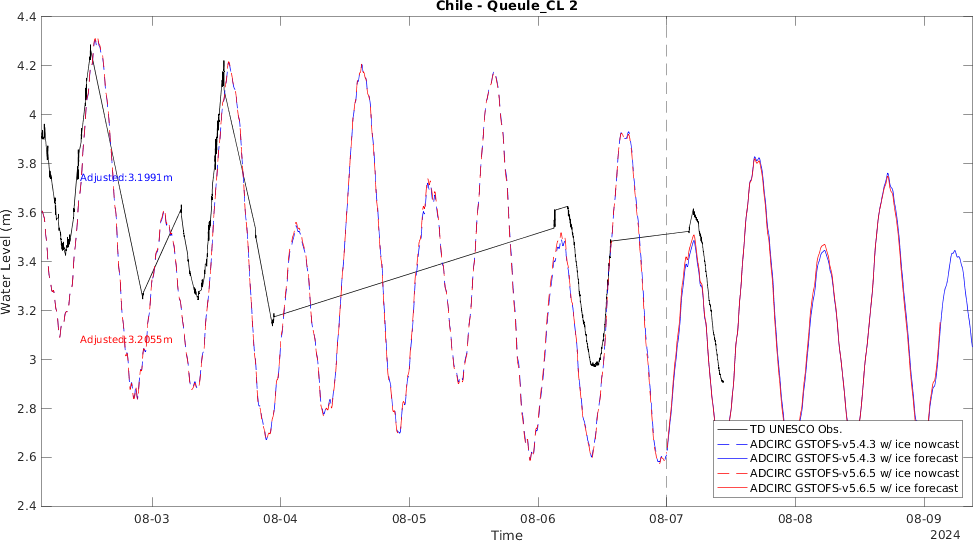 Chile - Queule_CL 2
4.4
4.2
4
3.8
3.6
3.4
3.2
3
2.8
2.6
2.4
Water Level (m)
Adjusted:3.1991m
Adjusted:3.2055m
TD UNESCO Obs.
ADCIRC GSTOFS-v5.4.3 w/ ice nowcast
ADCIRC GSTOFS-v5.4.3 w/ ice forecast
ADCIRC GSTOFS-v5.6.5 w/ ice nowcast
ADCIRC GSTOFS-v5.6.5 w/ ice forecast
08-03 08-04 08-05 08-06 08-07 08-08 08-09
Time
2024